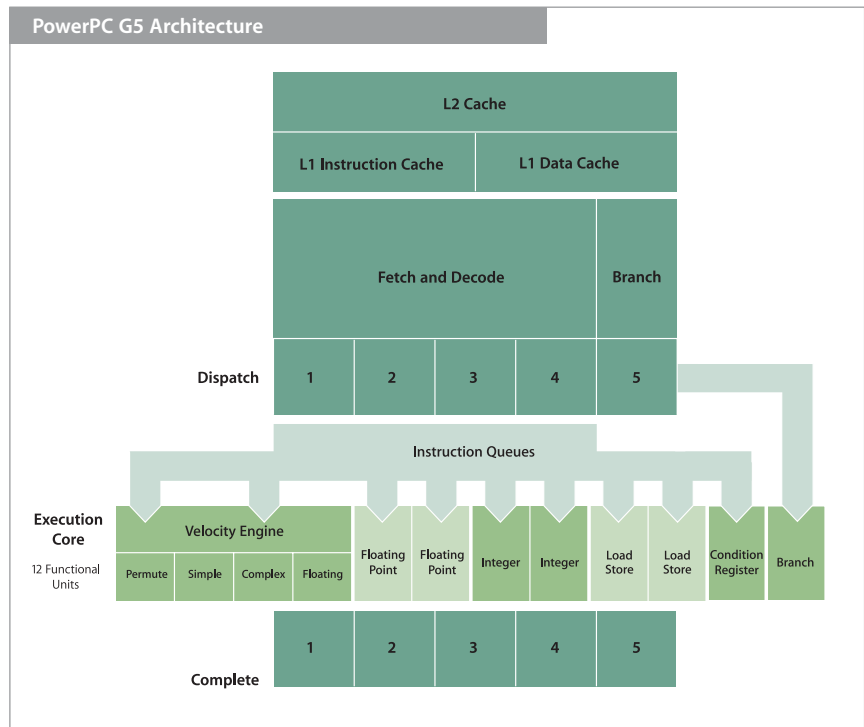 PowerPC G5 Architecture
L2 Cache
L1 Instruction Cache
L1 Data Cache
Fetch and Decode
Branch
Dispatch
1
2
3
4
5
Instruction Queues
Execution
Core
12 Functional
Units
Velocity Engine
Permute
Simple
Complex
Floating
Floating
Point
Floating
Point
Integer
Integer
Load
Store
Load
Store
Condition
Register
Branch
Complete
1
2
3
4
5